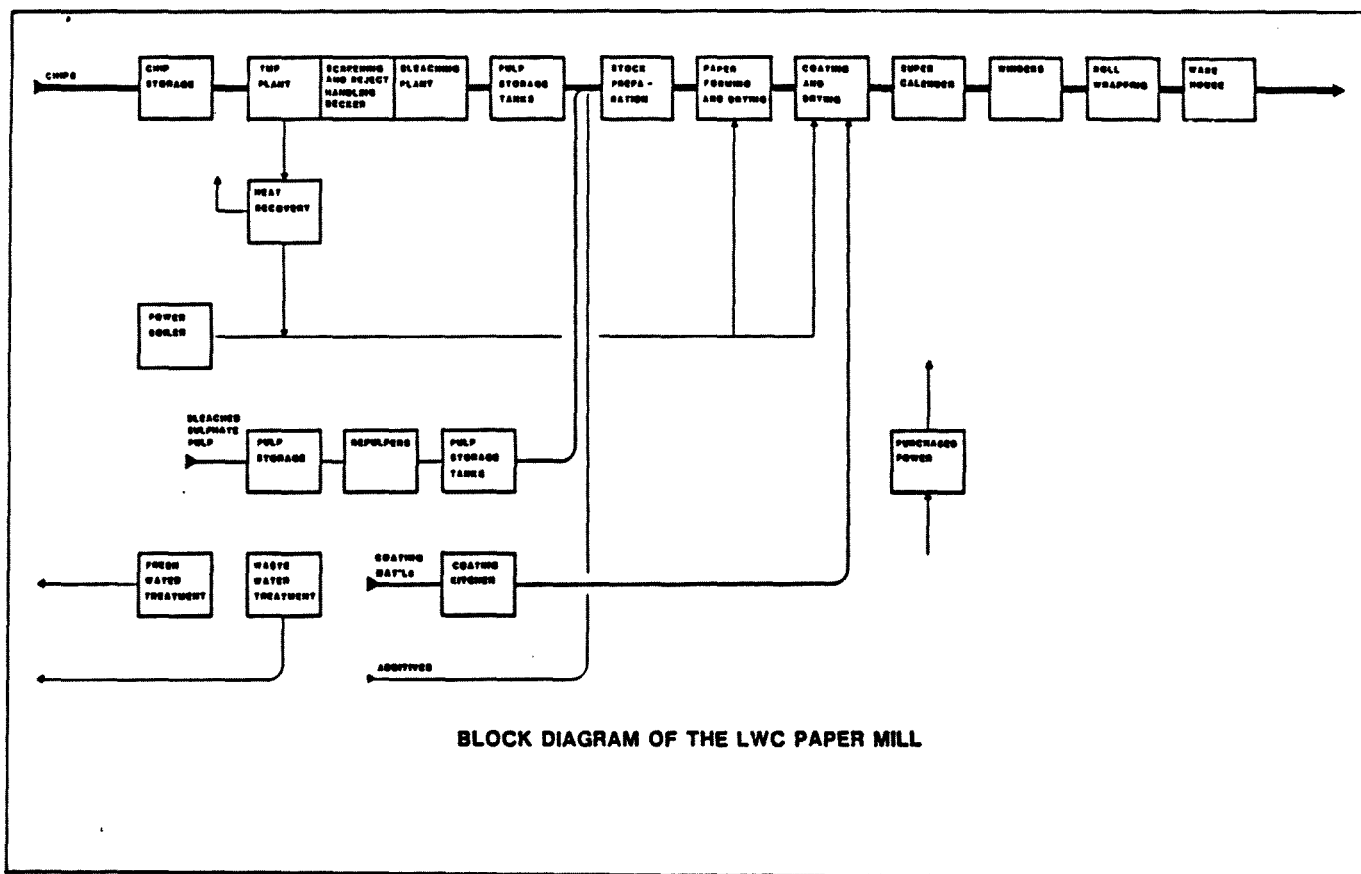 CHIPS
CHIP
STORAGE
TMP
PLANT
SCREENING
AND REJECT
HANDLING
DECKER
BLEACHING
PLANT
PULP
STORAGE
TANKS
STOCK
PREPA-
RATION
PAPER
FORMING
AND DRYING
COATING
AND
DRYING
SUPER
CALENDER
WINDERS
ROLL
WRAPPING
WARE
HOUSE
HEAT
RECOVERY
POWER
BOILER
BLEACHED
SULPHATE
PULP
PULP
STORAGE
REPULPERS
PULP
STORAGE
TANKS
PURCHASED
POWER
FRESH
WATER
TREATMENT
WASTE
WATER
TREATMENT
COATING
MAT'LS
COATING
KITCHEN
ADDITIVES
BLOCK DIAGRAM OF THE LWC PAPER MILL